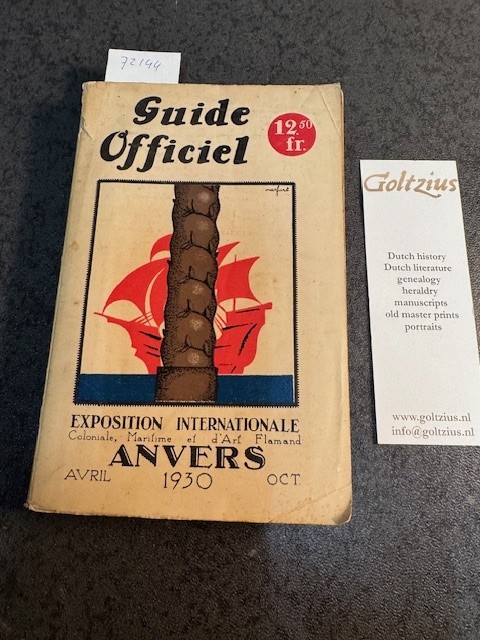 72144
Guide
Officiel
12.50
fr.
marfurt
EXPOSITION INTERNATIONALE
Coloniale, Maritime et d'Art Flamand
ANVERS
AVRIL 1930 OCT.
Goltzius
Dutch history
Dutch literature
genealogy
heraldry
manuscripts
old master prints
portraits
www.goltzius.nl
info@goltzius.nl